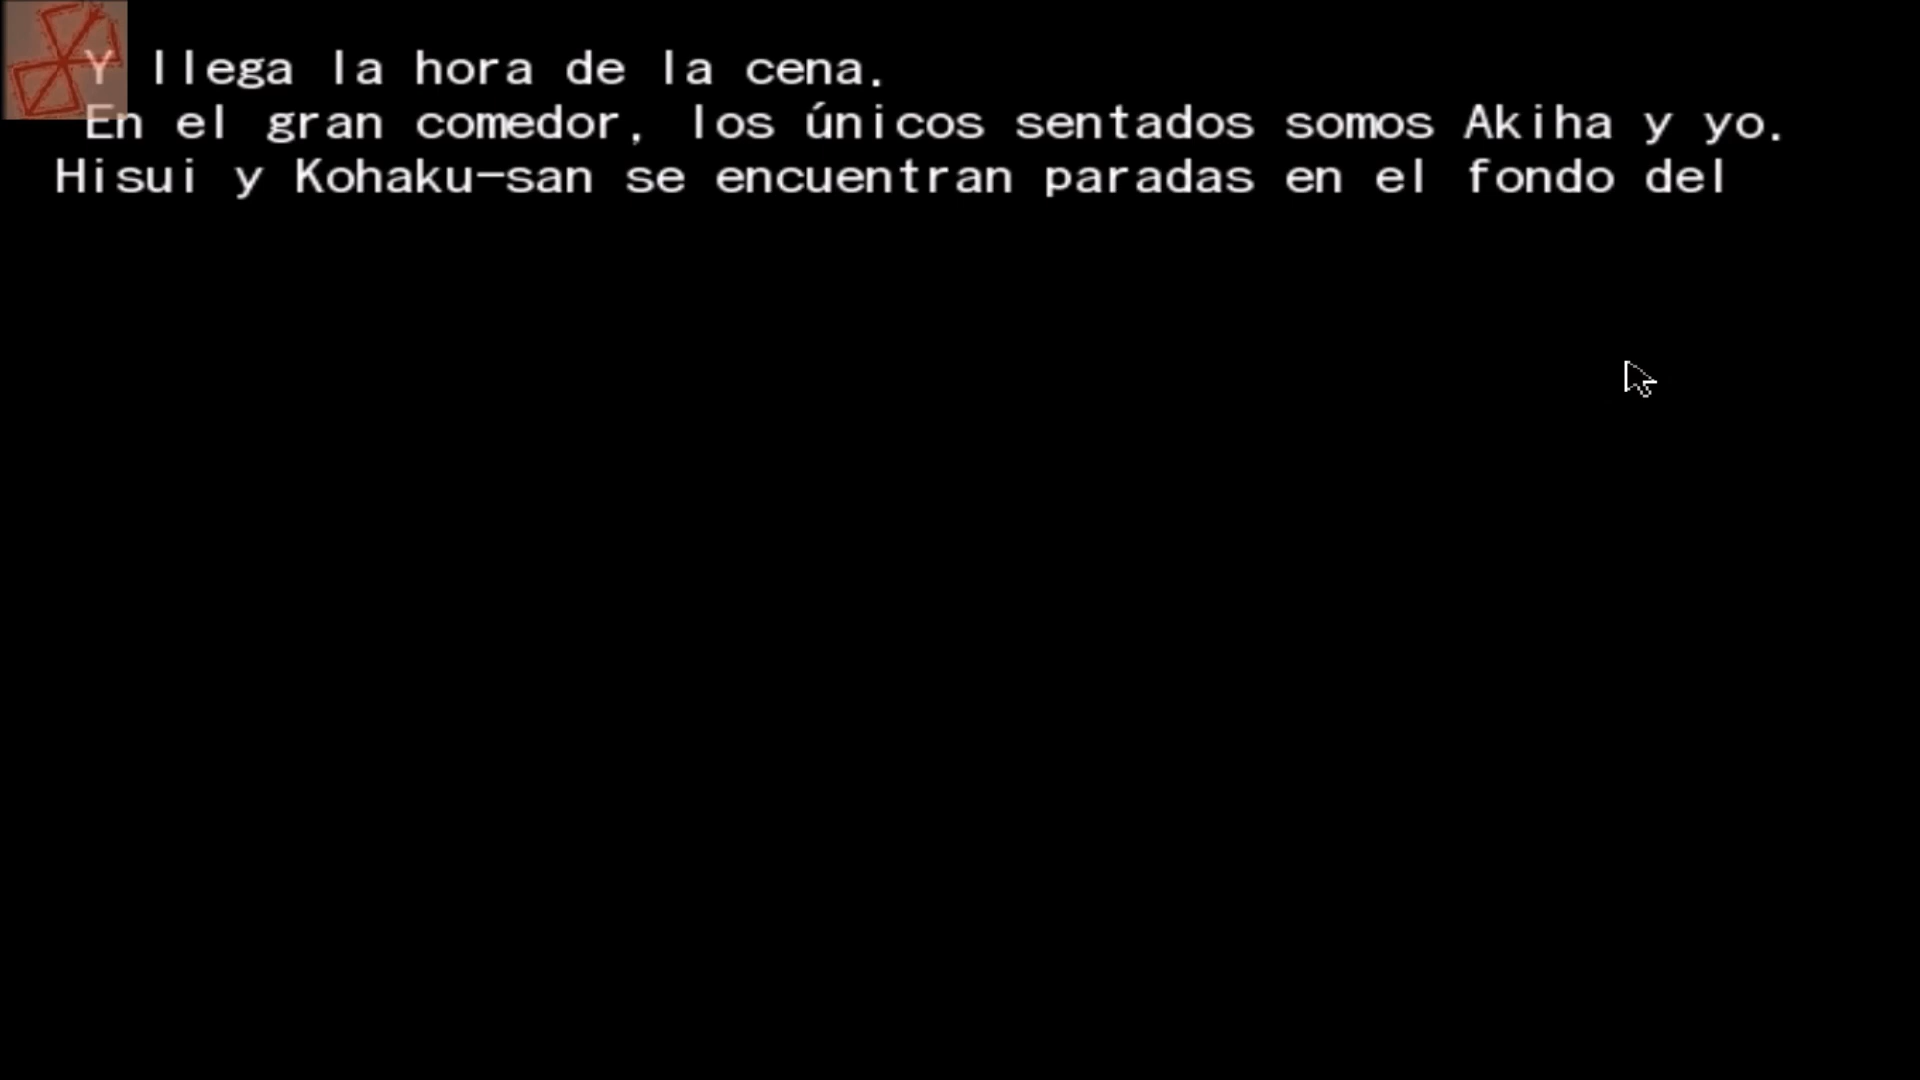 Y llega la hora de la cena.
En el gran comedor, los únicos sentados somos Akiha y yo.
Hisui y Kohaku-san se encuentran paradas en el fondo del